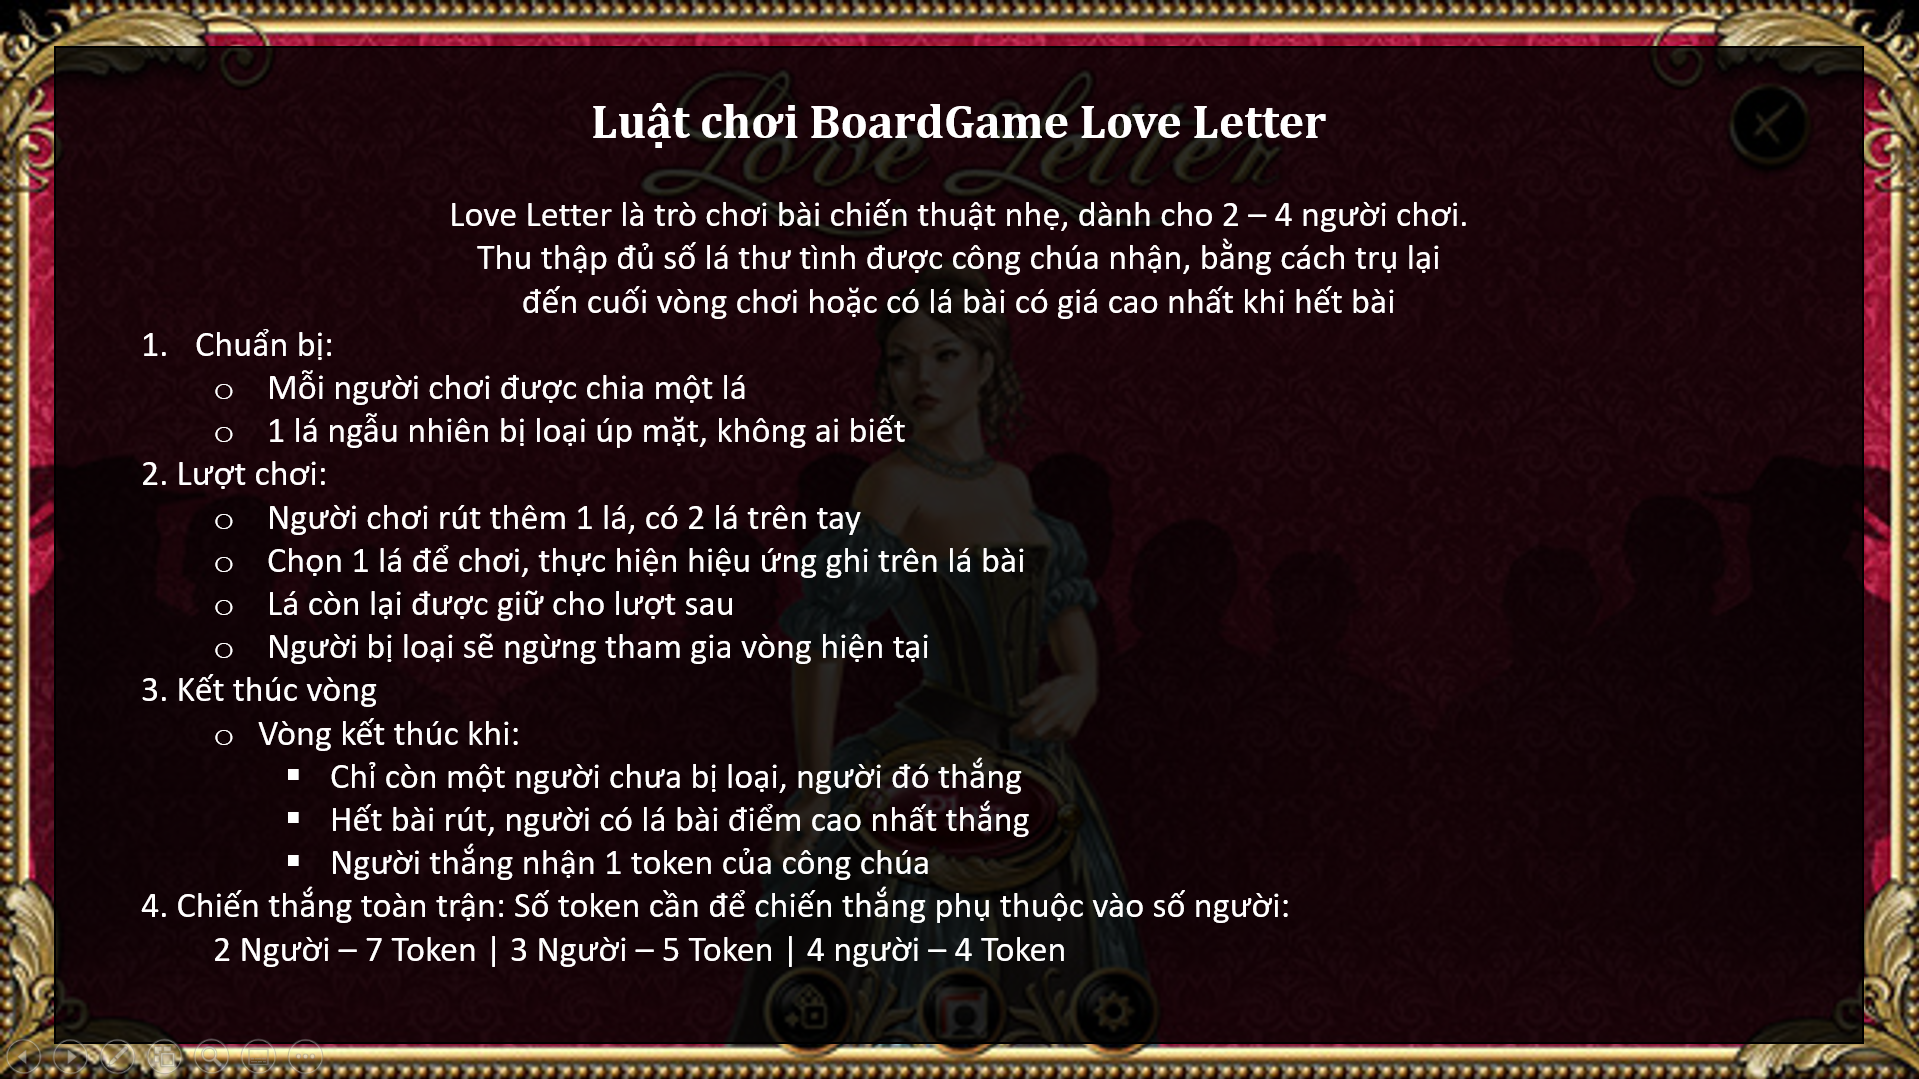 Luật chơi BoardGame Love Letter
Love Letter
Love Letter là trò chơi bài chiến thuật nhẹ, dành cho 2 – 4 người chơi.
Thu thập đủ số lá thư tình được công chúa nhận, bằng cách trụ lại
đến cuối vòng chơi hoặc có lá bài có giá cao nhất khi hết bài
1. Chuẩn bị:
o Mỗi người chơi được chia một lá
o 1 lá ngẫu nhiên bị loại úp mặt, không ai biết
2. Lượt chơi:
o Người chơi rút thêm 1 lá, có 2 lá trên tay
o Chọn 1 lá để chơi, thực hiện hiệu ứng ghi trên lá bài
o Lá còn lại được giữ cho lượt sau
o Người bị loại sẽ ngừng tham gia vòng hiện tại
3. Kết thúc vòng
o Vòng kết thúc khi:
▪ Chỉ còn một người chưa bị loại, người đó thắng
▪ Hết bài rút, người có lá bài điểm cao nhất thắng
▪ Người thắng nhận 1 token của công chúa
4. Chiến thắng toàn trận: Số token cần để chiến thắng phụ thuộc vào số người:
2 Người – 7 Token | 3 Người – 5 Token | 4 người – 4 Token